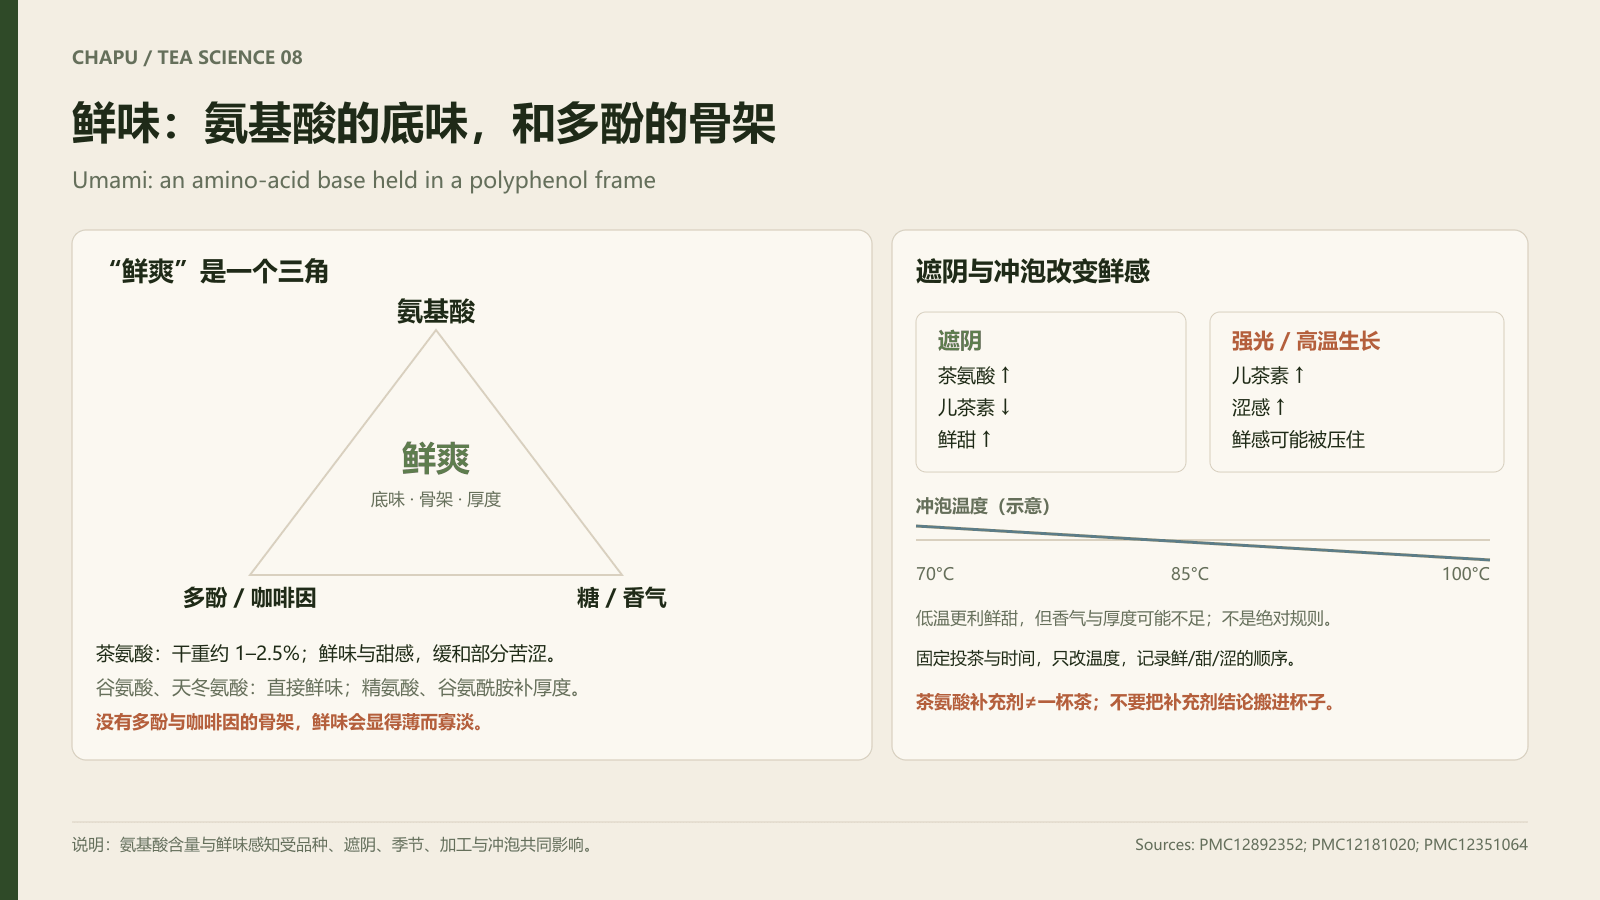 CHAPU / TEA SCIENCE 08
鲜味：氨基酸的底味，和多酚的骨架
Umami: an amino-acid base held in a polyphenol frame
“鲜爽”是一个三角
氨基酸
鲜爽
底味 · 骨架 · 厚度
多酚 / 咖啡因
糖 / 香气
茶氨酸：干重约 1–2.5%；鲜味与甜感，缓和部分苦涩。
谷氨酸、天冬氨酸：直接鲜味；精氨酸、谷氨酰胺补厚度。
没有多酚与咖啡因的骨架，鲜味会显得薄而寡淡。
遮阴与冲泡改变鲜感
遮阴
茶氨酸 ↑
儿茶素 ↓
鲜甜 ↑
强光 / 高温生长
儿茶素 ↑
涩感 ↑
鲜感可能被压住
冲泡温度（示意）
70°C
85°C
100°C
低温更利鲜甜，但香气与厚度可能不足；不是绝对规则。
固定投茶与时间，只改温度，记录鲜/甜/涩的顺序。
茶氨酸补充剂≠一杯茶；不要把补充剂结论搬进杯子。
说明：氨基酸含量与鲜味感知受品种、遮阴、季节、加工与冲泡共同影响。
Sources: PMC12892352; PMC12181020; PMC12351064